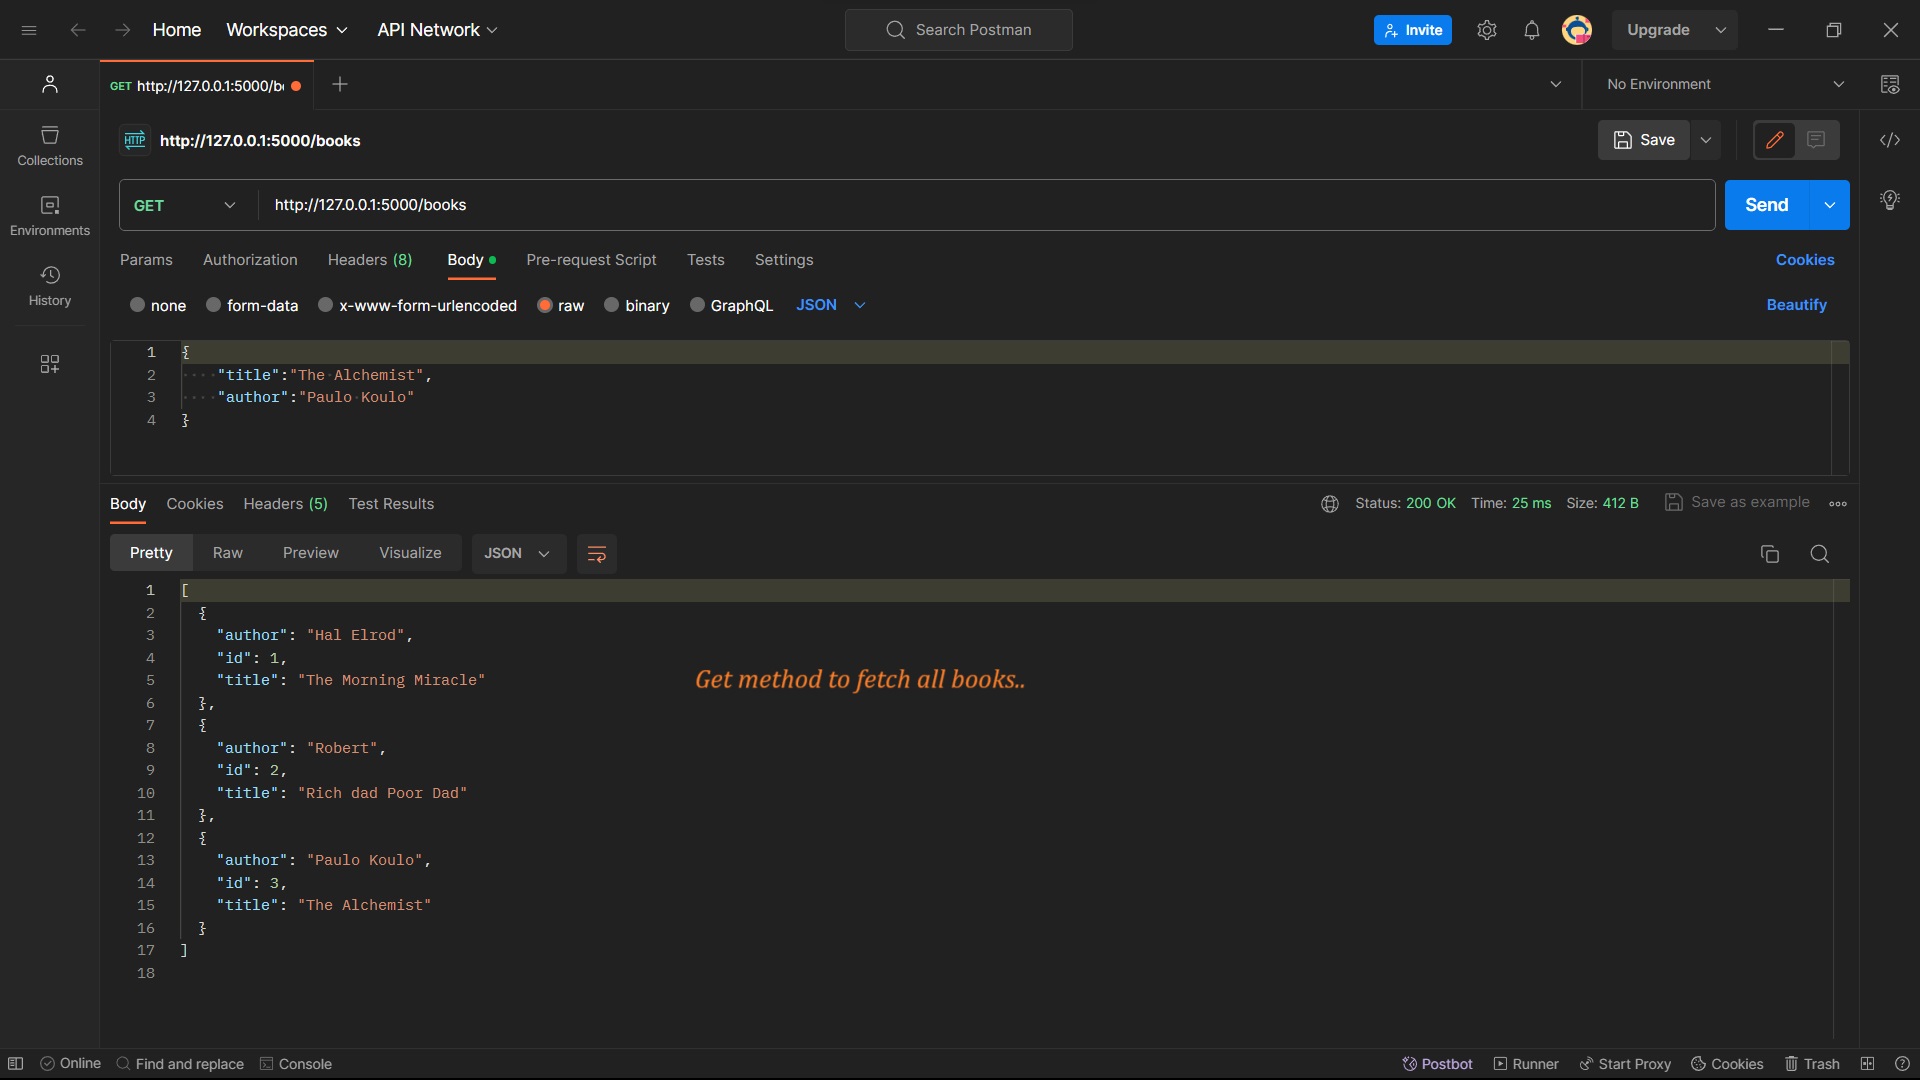 Home Workspaces API Network Search Postman Invite Upgrade
GET http://127.0.0.1:5000/b No Environment
HTTP http://127.0.0.1:5000/books Save
Collections
GET http://127.0.0.1:5000/books Send
Environments
Params Authorization Headers (8) Body Pre-request Script Tests Settings Cookies
History
none form-data x-www-form-urlencoded raw binary GraphQL JSON Beautify
1 {
2 "title":"The Alchemist",
3 "author":"Paulo Koulo"
4 }
Body Cookies Headers (5) Test Results Status: 200 OK Time: 25 ms Size: 412 B Save as example
Pretty Raw Preview Visualize JSON
1 [
2 {
3 "author": "Hal Elrod",
4 "id": 1,
5 "title": "The Morning Miracle"
Get method to fetch all books..
6 },
7 {
8 "author": "Robert",
9 "id": 2,
10 "title": "Rich dad Poor Dad"
11 },
12 {
13 "author": "Paulo Koulo",
14 "id": 3,
15 "title": "The Alchemist"
16 }
17 ]
18
Online Find and replace Console Postbot Runner Start Proxy Cookies Trash